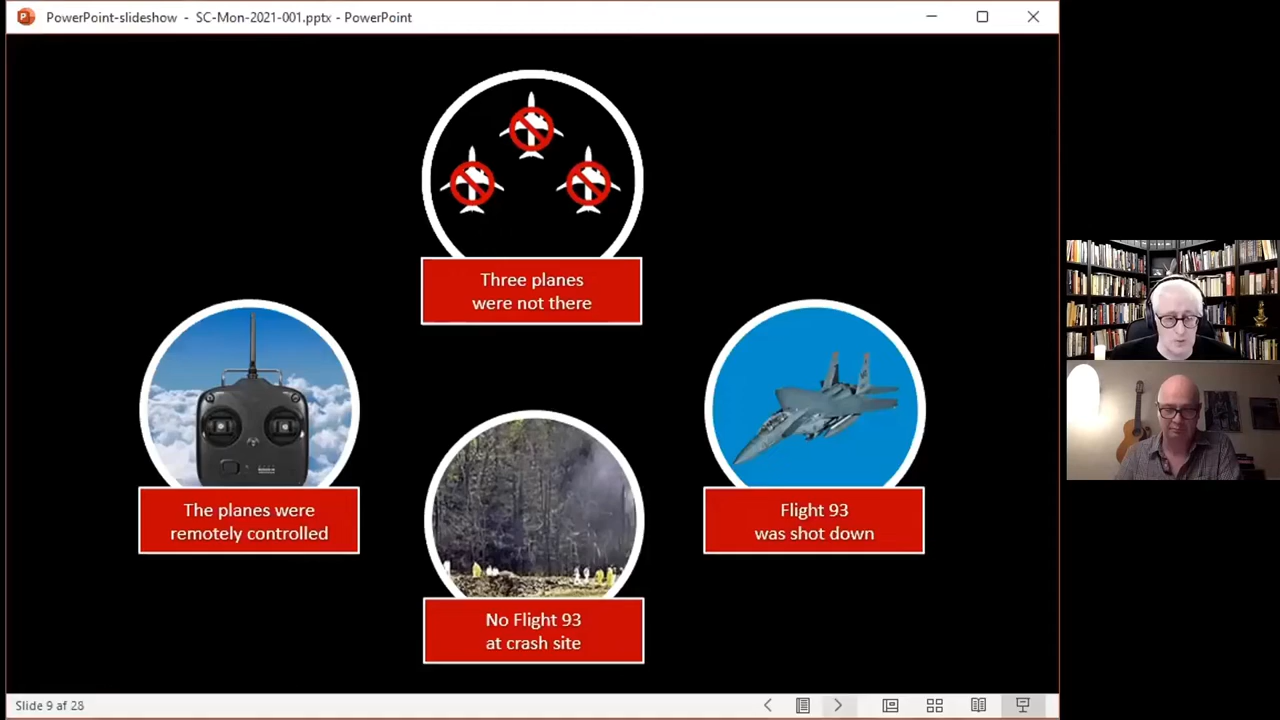 PowerPoint-slideshow - SC-Mon-2021-001.pptx - PowerPoint
Three planes
were not there
The planes were
remotely controlled
Flight 93
was shot down
No Flight 93
at crash site
Slide 9 af 28